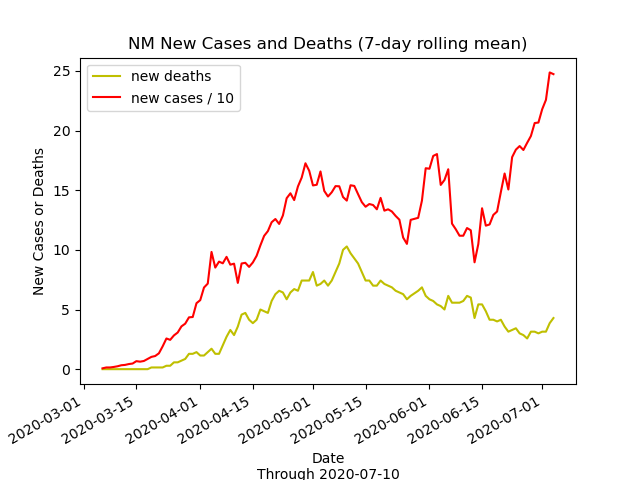 NM New Cases and Deaths (7-day rolling mean)
new deaths
new cases / 10
25
20
15
10
5
0
New Cases or Deaths
2020-03-01
2020-03-15
2020-04-01
2020-04-15
2020-05-01
2020-05-15
2020-06-01
2020-06-15
2020-07-01
Date
Through 2020-07-10